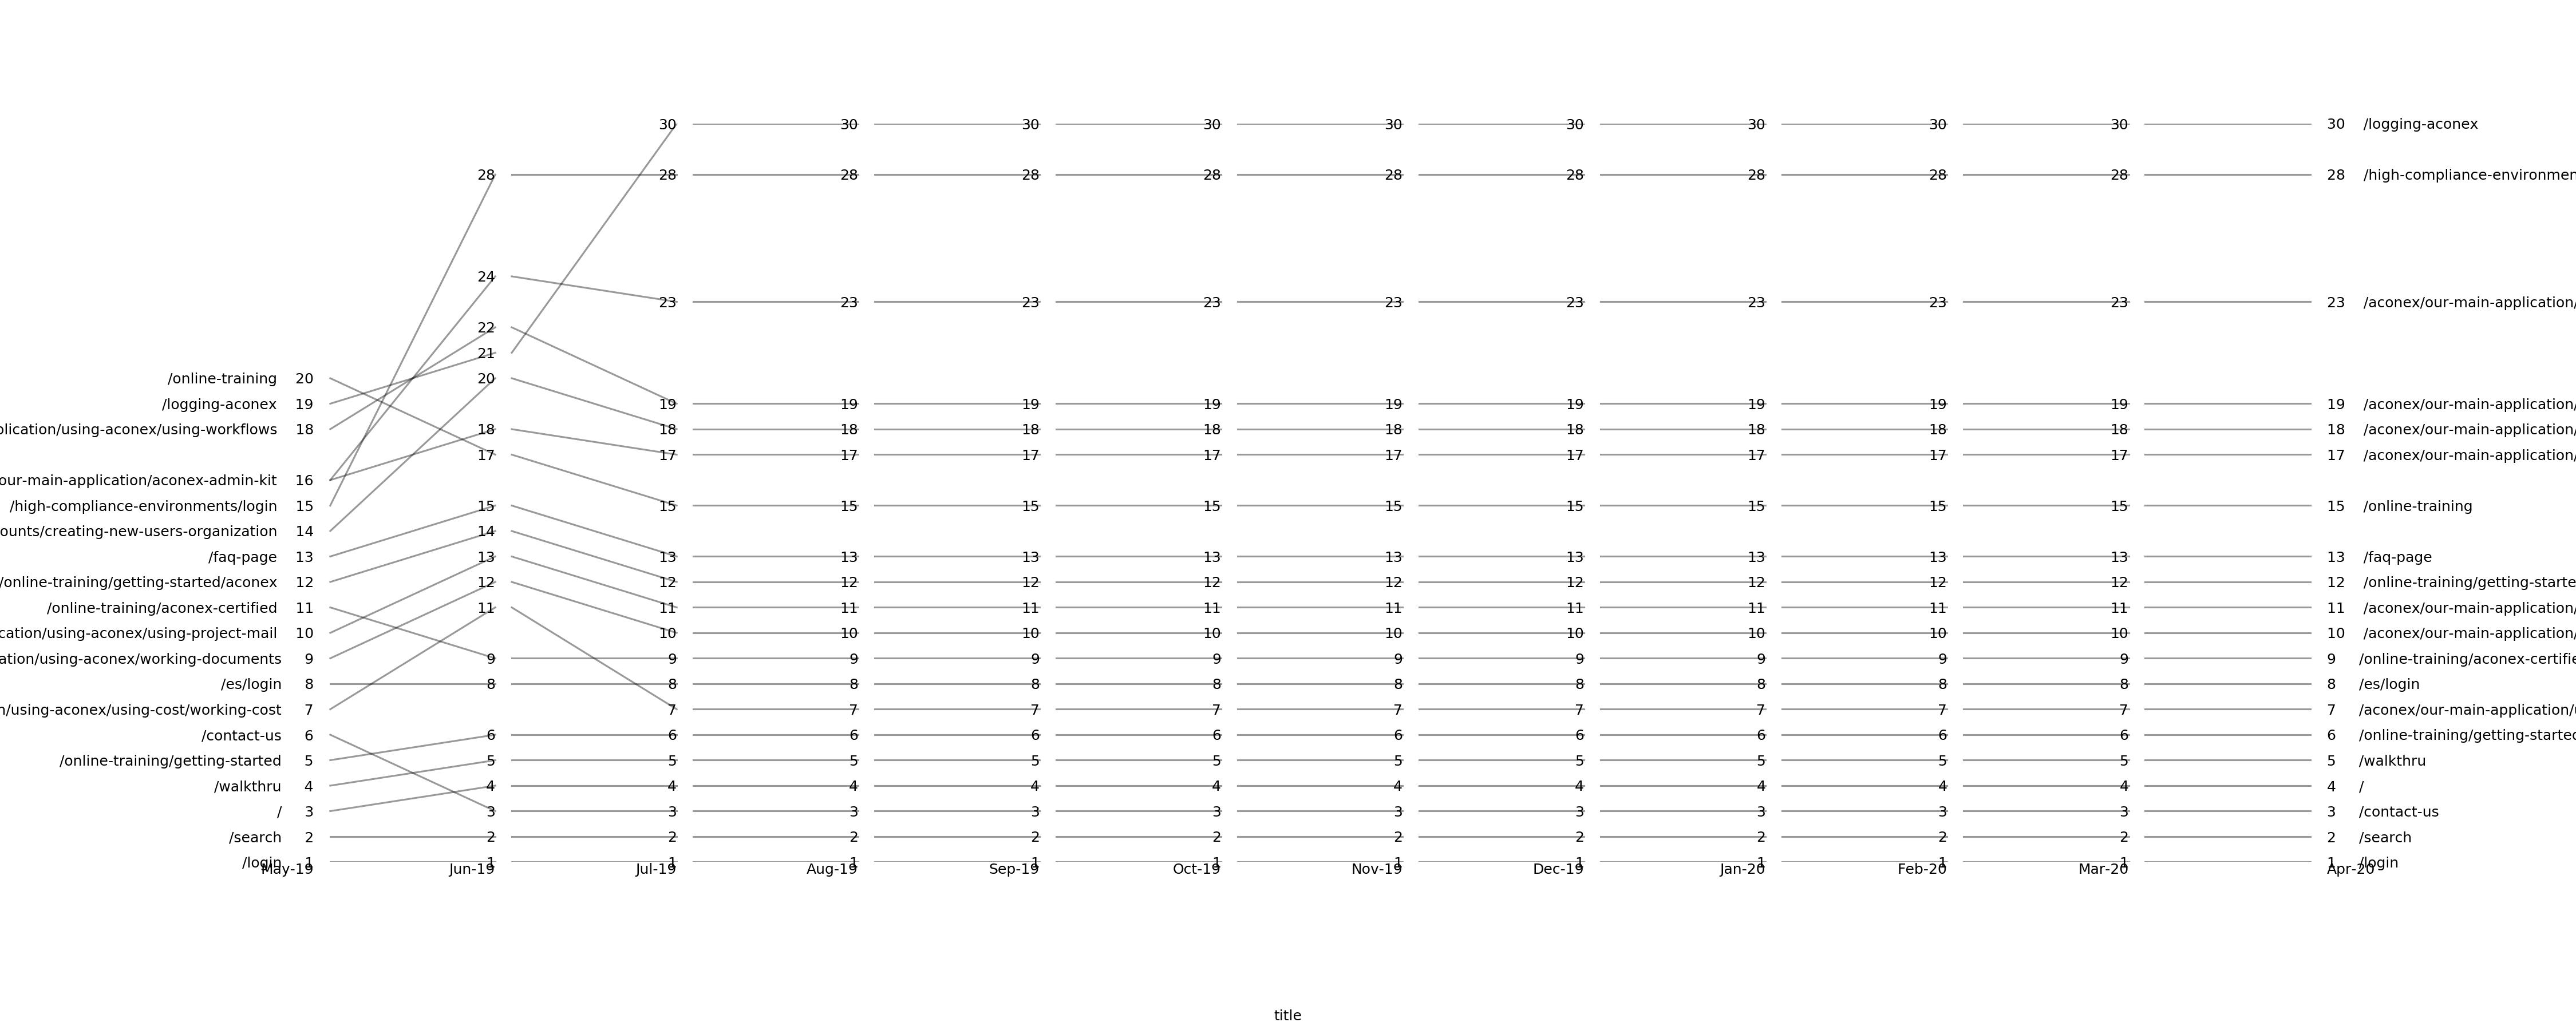 30 30 30 30 30 30 30 30 30 30 /logging-aconex
28 28 28 28 28 28 28 28 28 28 28 /high-compliance-environmen
24
23 23 23 23 23 23 23 23 23 23 /aconex/our-main-application/
22
21
/online-training 20 20
/logging-aconex 19 19 19 19 19 19 19 19 19 19 19 /aconex/our-main-application/
plication/using-aconex/using-workflows 18 18 18 18 18 18 18 18 18 18 18 18 /aconex/our-main-application/
17 17 17 17 17 17 17 17 17 17 17 /aconex/our-main-application/
our-main-application/aconex-admin-kit 16
/high-compliance-environments/login 15 15 15 15 15 15 15 15 15 15 15 15 /online-training
ounts/creating-new-users-organization 14 14
/faq-page 13 13 13 13 13 13 13 13 13 13 13 13 /faq-page
/online-training/getting-started/aconex 12 12 12 12 12 12 12 12 12 12 12 12 /online-training/getting-starte
/online-training/aconex-certified 11 11 11 11 11 11 11 11 11 11 11 11 /aconex/our-main-application/
cation/using-aconex/using-project-mail 10 10 10 10 10 10 10 10 10 10 10 /aconex/our-main-application/
ation/using-aconex/working-documents 9 9 9 9 9 9 9 9 9 9 9 9 /online-training/aconex-certifie
/es/login 8 8 8 8 8 8 8 8 8 8 8 8 /es/login
n/using-aconex/using-cost/working-cost 7 7 7 7 7 7 7 7 7 7 7 /aconex/our-main-application/u
/contact-us 6 6 6 6 6 6 6 6 6 6 6 6 /online-training/getting-started
/online-training/getting-started 5 5 5 5 5 5 5 5 5 5 5 5 /walkthru
/walkthru 4 4 4 4 4 4 4 4 4 4 4 4 /
/ 3 3 3 3 3 3 3 3 3 3 3 3 /contact-us
/search 2 2 2 2 2 2 2 2 2 2 2 2 /search
/login 1 1 1 1 1 1 1 1 1 1 1 1 /login
May-19 Jun-19 Jul-19 Aug-19 Sep-19 Oct-19 Nov-19 Dec-19 Jan-20 Feb-20 Mar-20 Apr-20
title